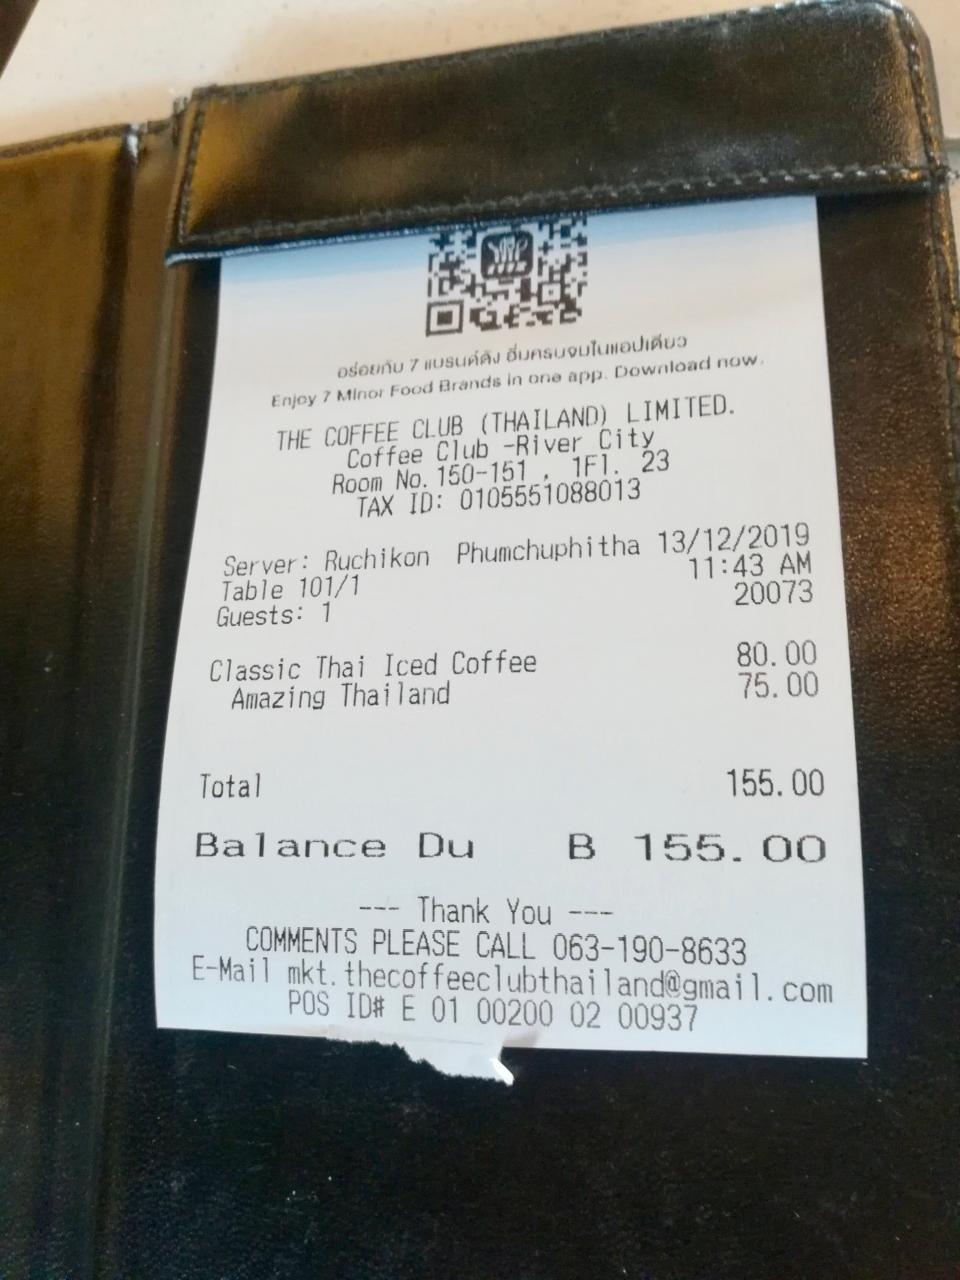 อร่อยกับ 7 แบรนด์ดัง อิ่มครบจบในแอปเดียว
Enjoy 7 Minor Food Brands in one app. Download now.
THE COFFEE CLUB (THAILAND) LIMITED.
Coffee Club -River City
Room No. 150-151 , 1Fl. 23
TAX ID: 0105551088013
Server: Ruchikon Phumchuphitha 13/12/2019
Table 101/1 11:43 AM
Guests: 1 20073
Classic Thai Iced Coffee 80.00
Amazing Thailand 75.00
Total 155.00
Balance Du B 155.00
--- Thank You ---
COMMENTS PLEASE CALL 063-190-8633
E-Mail mkt.thecoffeeclubthailand@gmail.com
POS ID# E 01 00200 02 00937